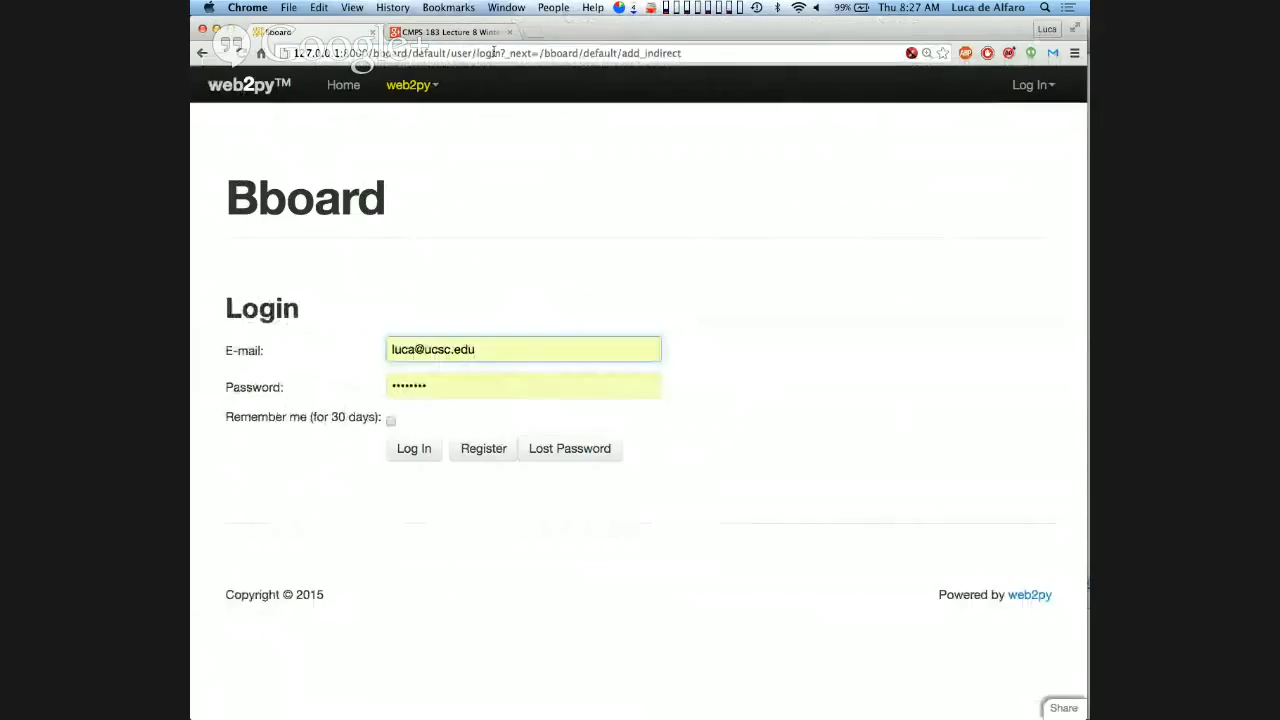 Chrome File Edit View History Bookmarks Window People Help 99% Thu 8:27 AM Luca de Alfaro
Bboard CMPS 183 Lecture 8 Winte Luca
Google+
/bboard/default/user/login?_next=/bboard/default/add_indirect
web2py™ Home web2py Log In
Bboard
Login
E-mail: luca@ucsc.edu
Password: ••••••••
Remember me (for 30 days):
Log In Register Lost Password
Copyright © 2015 Powered by web2py
Share